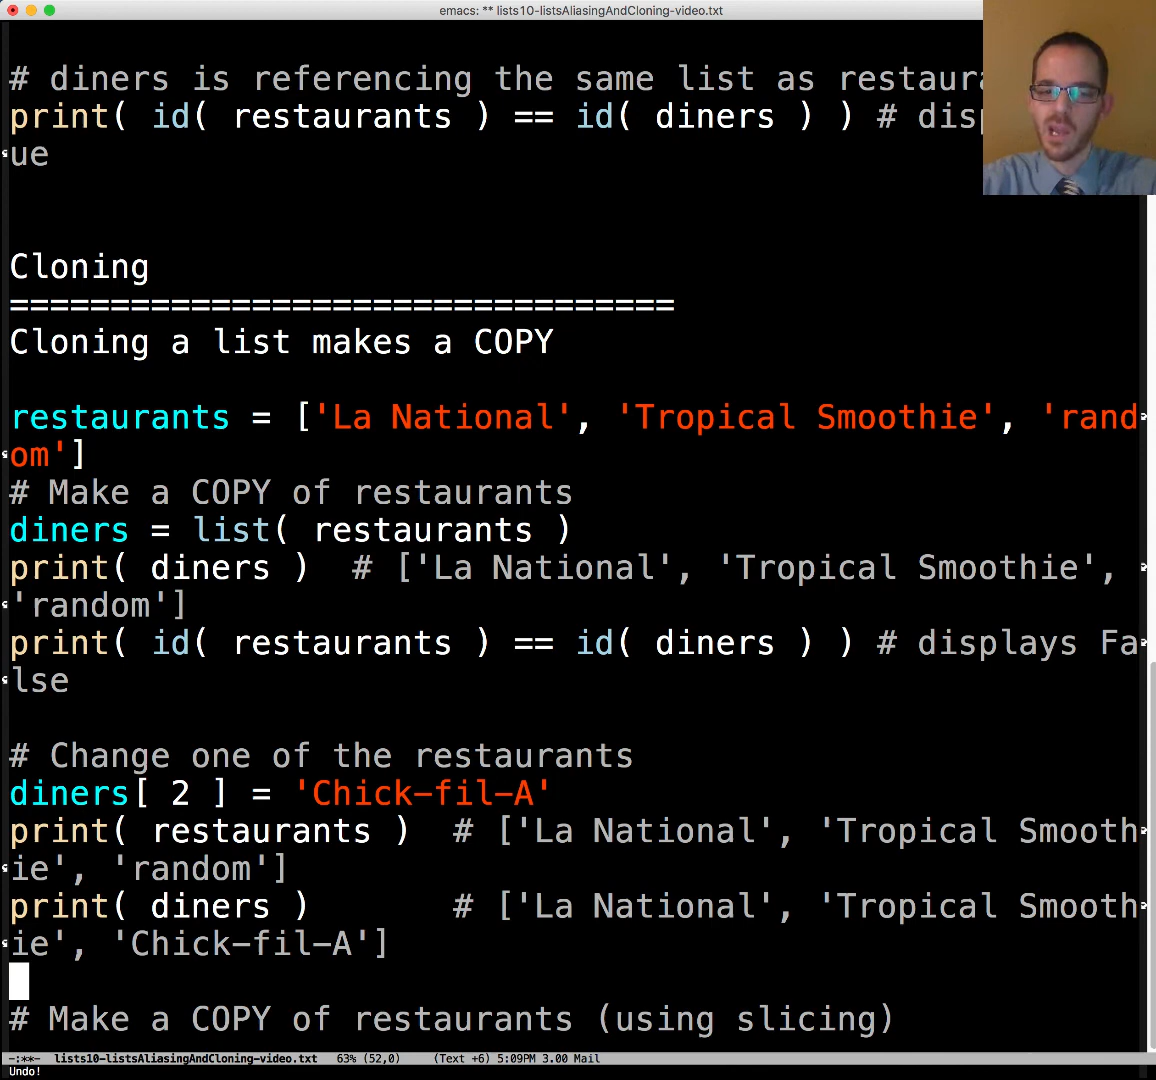 emacs: ** lists10-listsAliasingAndCloning-video.txt
# diners is referencing the same list as restaura
print( id( restaurants ) == id( diners ) ) # disp
ue
Cloning
=================================
Cloning a list makes a COPY
restaurants = ['La National', 'Tropical Smoothie', 'rand
om']
# Make a COPY of restaurants
diners = list( restaurants )
print( diners )  # ['La National', 'Tropical Smoothie',
'random']
print( id( restaurants ) == id( diners ) ) # displays Fa
lse
# Change one of the restaurants
diners[ 2 ] = 'Chick-fil-A'
print( restaurants )  # ['La National', 'Tropical Smooth
ie', 'random']
print( diners )       # ['La National', 'Tropical Smooth
ie', 'Chick-fil-A']
# Make a COPY of restaurants (using slicing)
-:**-  lists10-listsAliasingAndCloning-video.txt   63% (52,0)     (Text +6) 5:09PM 3.00 Mail
Undo!